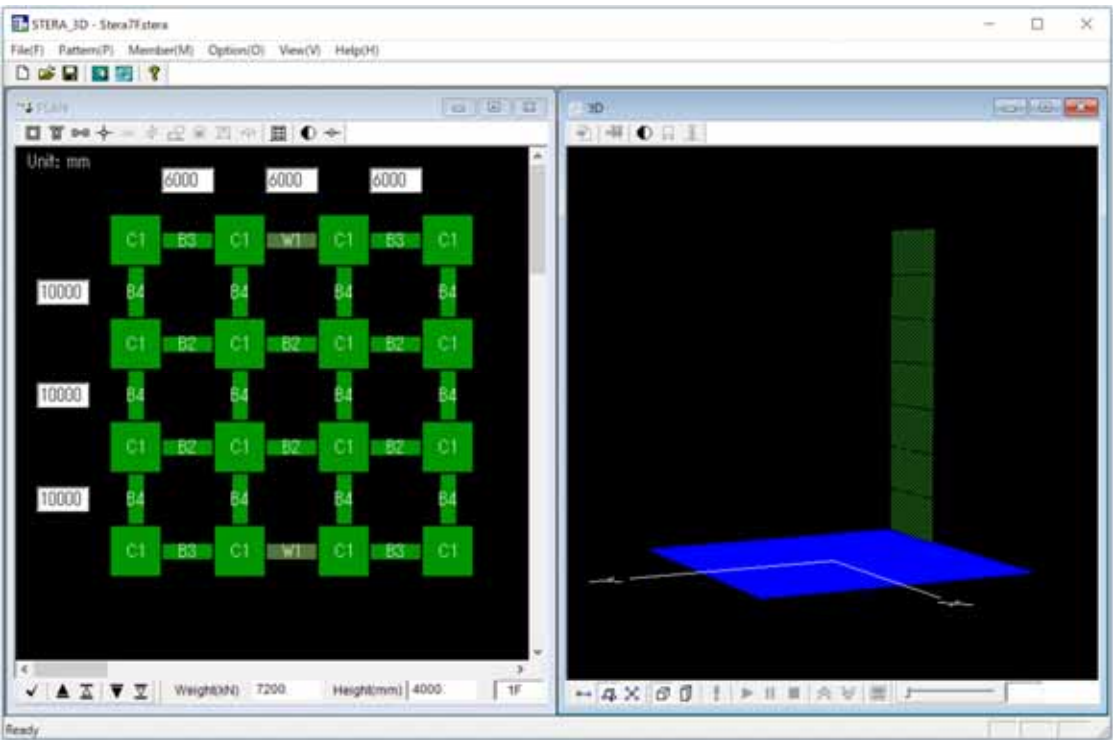 STERA_3D - Stera7F.stera
File(F) Pattern(P) Member(M) Option(O) View(V) Help(H)
PLAN
3D
Unit: mm
6000 6000 6000
C1 B3 C1 W1 C1 B3 C1
10000 B4 B4 B4 B4
C1 B2 C1 B2 C1 B2 C1
10000 B4 B4 B4 B4
C1 B2 C1 B2 C1 B2 C1
10000 B4 B4 B4 B4
C1 B3 C1 W1 C1 B3 C1
Weight(kN) 7200. Height(mm) 4000. 1F
Ready